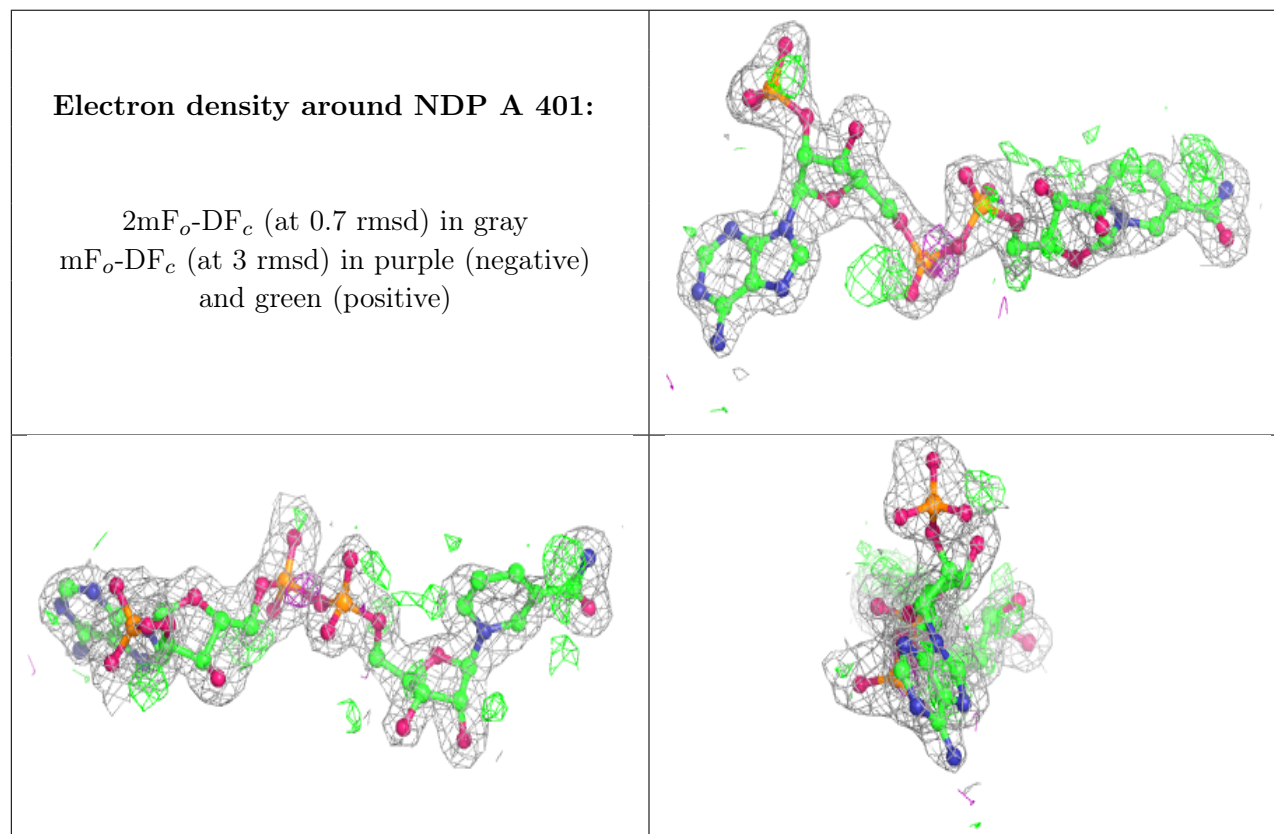 Electron density around NDP A 401:
2mFₒ-DF𝒸 (at 0.7 rmsd) in gray
mFₒ-DF𝒸 (at 3 rmsd) in purple (negative)
and green (positive)